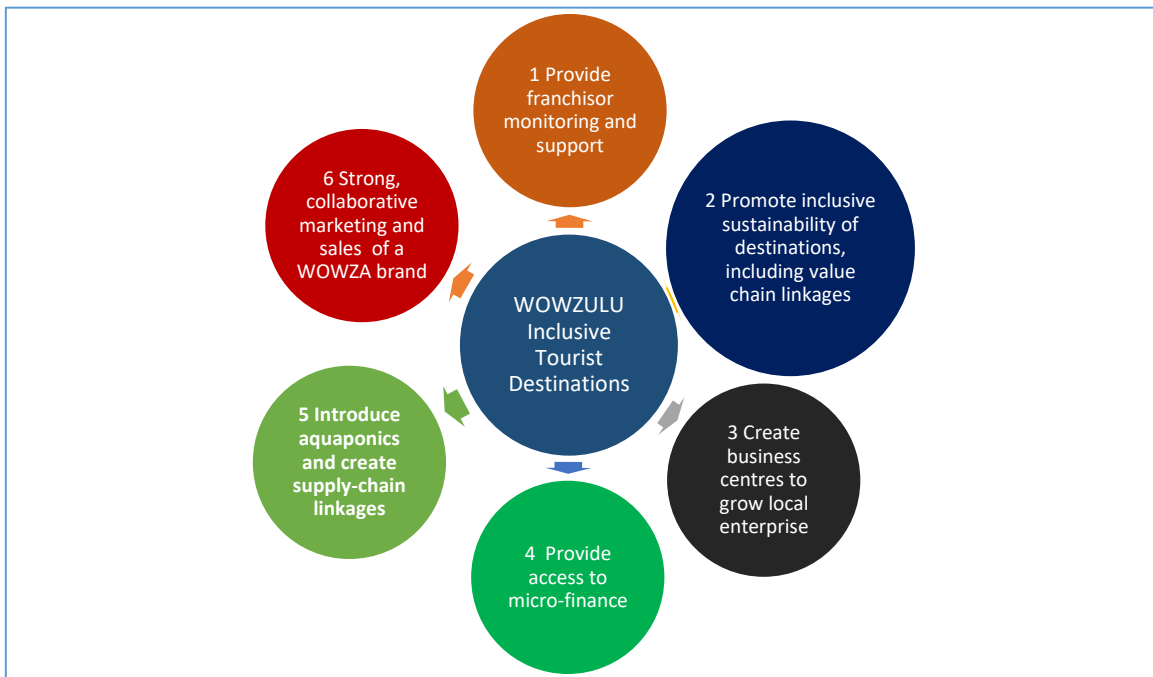 1 Provide
franchisor
monitoring and
support
2 Promote inclusive
sustainability of
destinations,
including value
chain linkages
3 Create
business
centres to
grow local
enterprise
4  Provide
access to
micro-finance
5 Introduce
aquaponics
and create
supply-chain
linkages
6 Strong,
collaborative
marketing and
sales  of a
WOWZA brand
WOWZULU
Inclusive
Tourist
Destinations